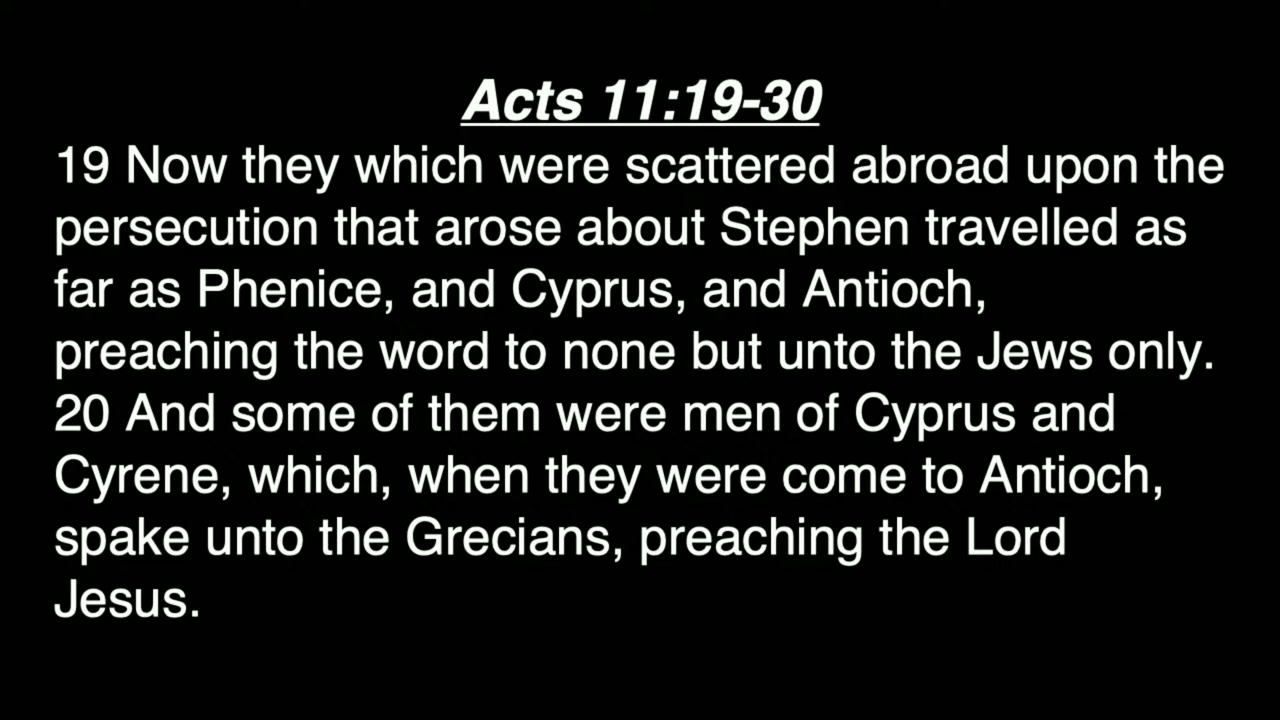 Acts 11:19-30
19 Now they which were scattered abroad upon the
persecution that arose about Stephen travelled as
far as Phenice, and Cyprus, and Antioch,
preaching the word to none but unto the Jews only.
20 And some of them were men of Cyprus and
Cyrene, which, when they were come to Antioch,
spake unto the Grecians, preaching the Lord
Jesus.